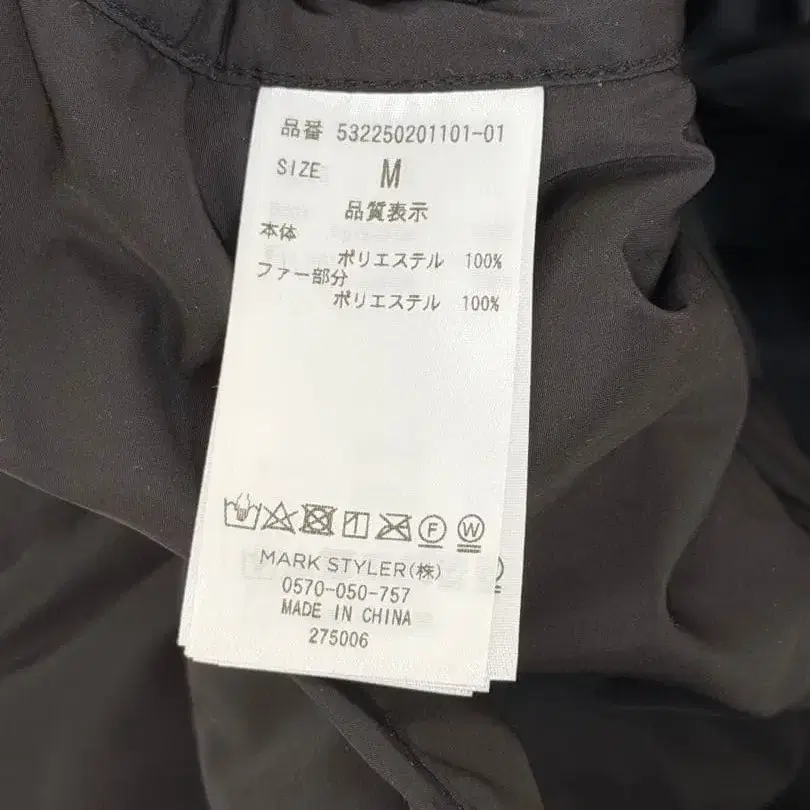 品番 532250201101-01
SIZE M
品質表示
本体
ポリエステル 100%
ファー部分
ポリエステル 100%
F W
MARK STYLER(株)
0570-050-757
MADE IN CHINA
275006